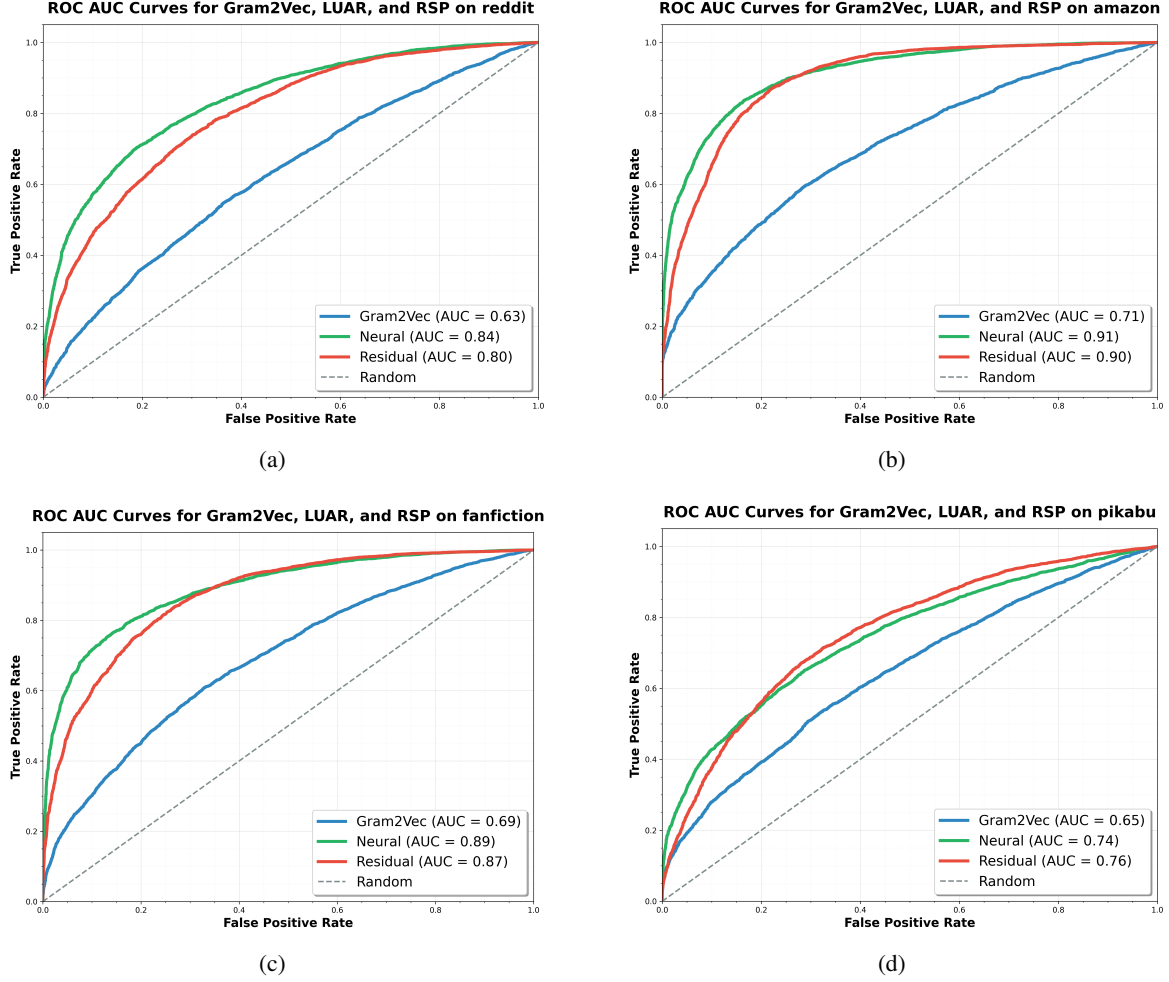 ROC AUC Curves for Gram2Vec, LUAR, and RSP on reddit
True Positive Rate
1.0
0.8
0.6
0.4
0.2
0.0
Gram2Vec (AUC = 0.63)
Neural (AUC = 0.84)
Residual (AUC = 0.80)
Random
0.0 0.2 0.4 0.6 0.8 1.0
False Positive Rate
(a)
ROC AUC Curves for Gram2Vec, LUAR, and RSP on amazon
True Positive Rate
1.0
0.8
0.6
0.4
0.2
0.0
Gram2Vec (AUC = 0.71)
Neural (AUC = 0.91)
Residual (AUC = 0.90)
Random
0.0 0.2 0.4 0.6 0.8 1.0
False Positive Rate
(b)
ROC AUC Curves for Gram2Vec, LUAR, and RSP on fanfiction
True Positive Rate
1.0
0.8
0.6
0.4
0.2
0.0
Gram2Vec (AUC = 0.69)
Neural (AUC = 0.89)
Residual (AUC = 0.87)
Random
0.0 0.2 0.4 0.6 0.8 1.0
False Positive Rate
(c)
ROC AUC Curves for Gram2Vec, LUAR, and RSP on pikabu
True Positive Rate
1.0
0.8
0.6
0.4
0.2
0.0
Gram2Vec (AUC = 0.65)
Neural (AUC = 0.74)
Residual (AUC = 0.76)
Random
0.0 0.2 0.4 0.6 0.8 1.0
False Positive Rate
(d)